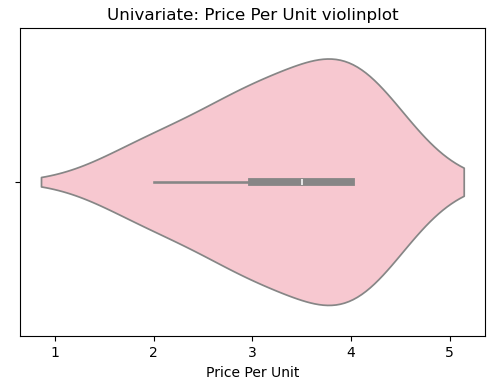 Univariate: Price Per Unit violinplot
1 2 3 4 5
Price Per Unit